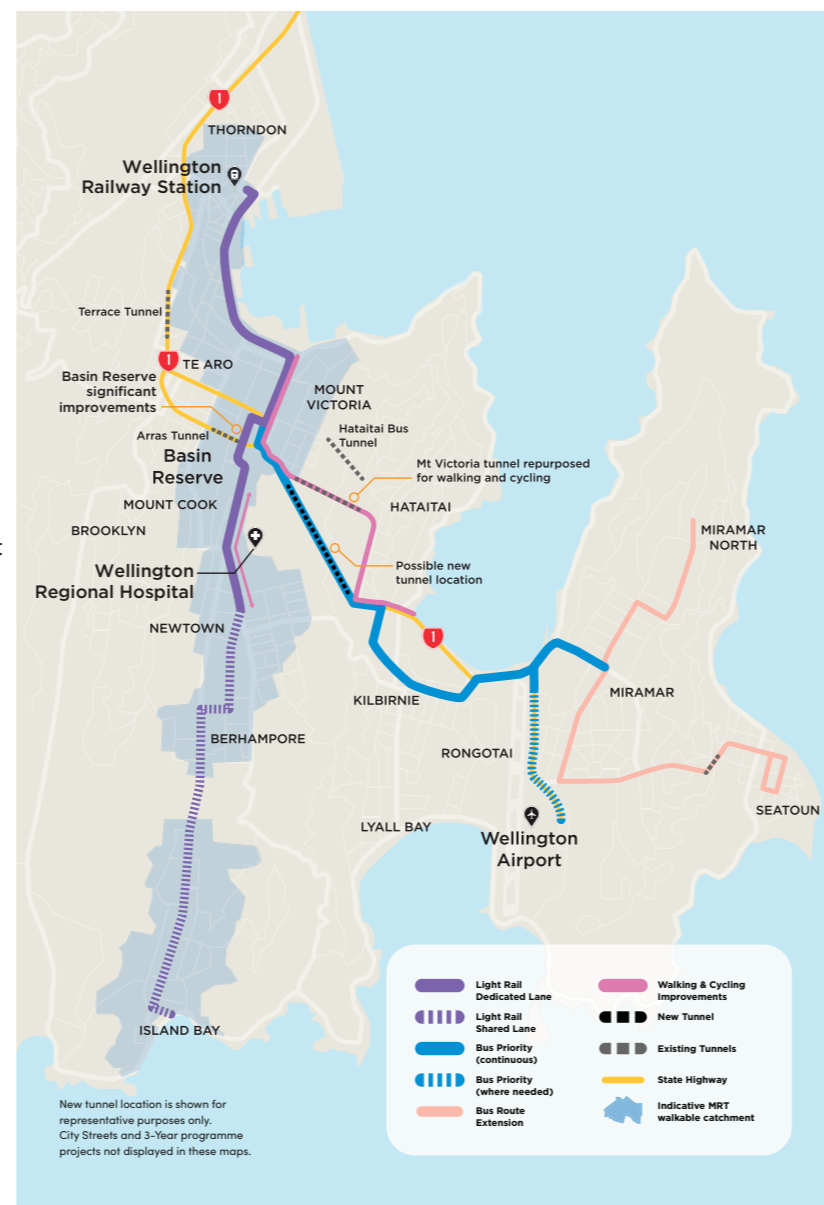 1
THORNDON
Wellington
Railway Station
Terrace Tunnel
1
TE ARO
Basin Reserve
significant
improvements
MOUNT
VICTORIA
Arras Tunnel
Hataitai Bus
Tunnel
Basin
Reserve
Mt Victoria tunnel repurposed
for walking and cycling
MOUNT COOK
HATAITAI
BROOKLYN
MIRAMAR
NORTH
Wellington
Regional Hospital
Possible new
tunnel location
NEWTOWN
1
KILBIRNIE
MIRAMAR
BERHAMPORE
RONGOTAI
SEATOUN
LYALL BAY
Wellington
Airport
ISLAND BAY
Light Rail
Dedicated Lane
Light Rail
Shared Lane
Bus Priority
(continuous)
Bus Priority
(where needed)
Bus Route
Extension
Walking & Cycling
Improvements
New Tunnel
Existing Tunnels
State Highway
Indicative MRT
walkable catchment
New tunnel location is shown for
representative purposes only.
City Streets and 3-Year programme
projects not displayed in these maps.